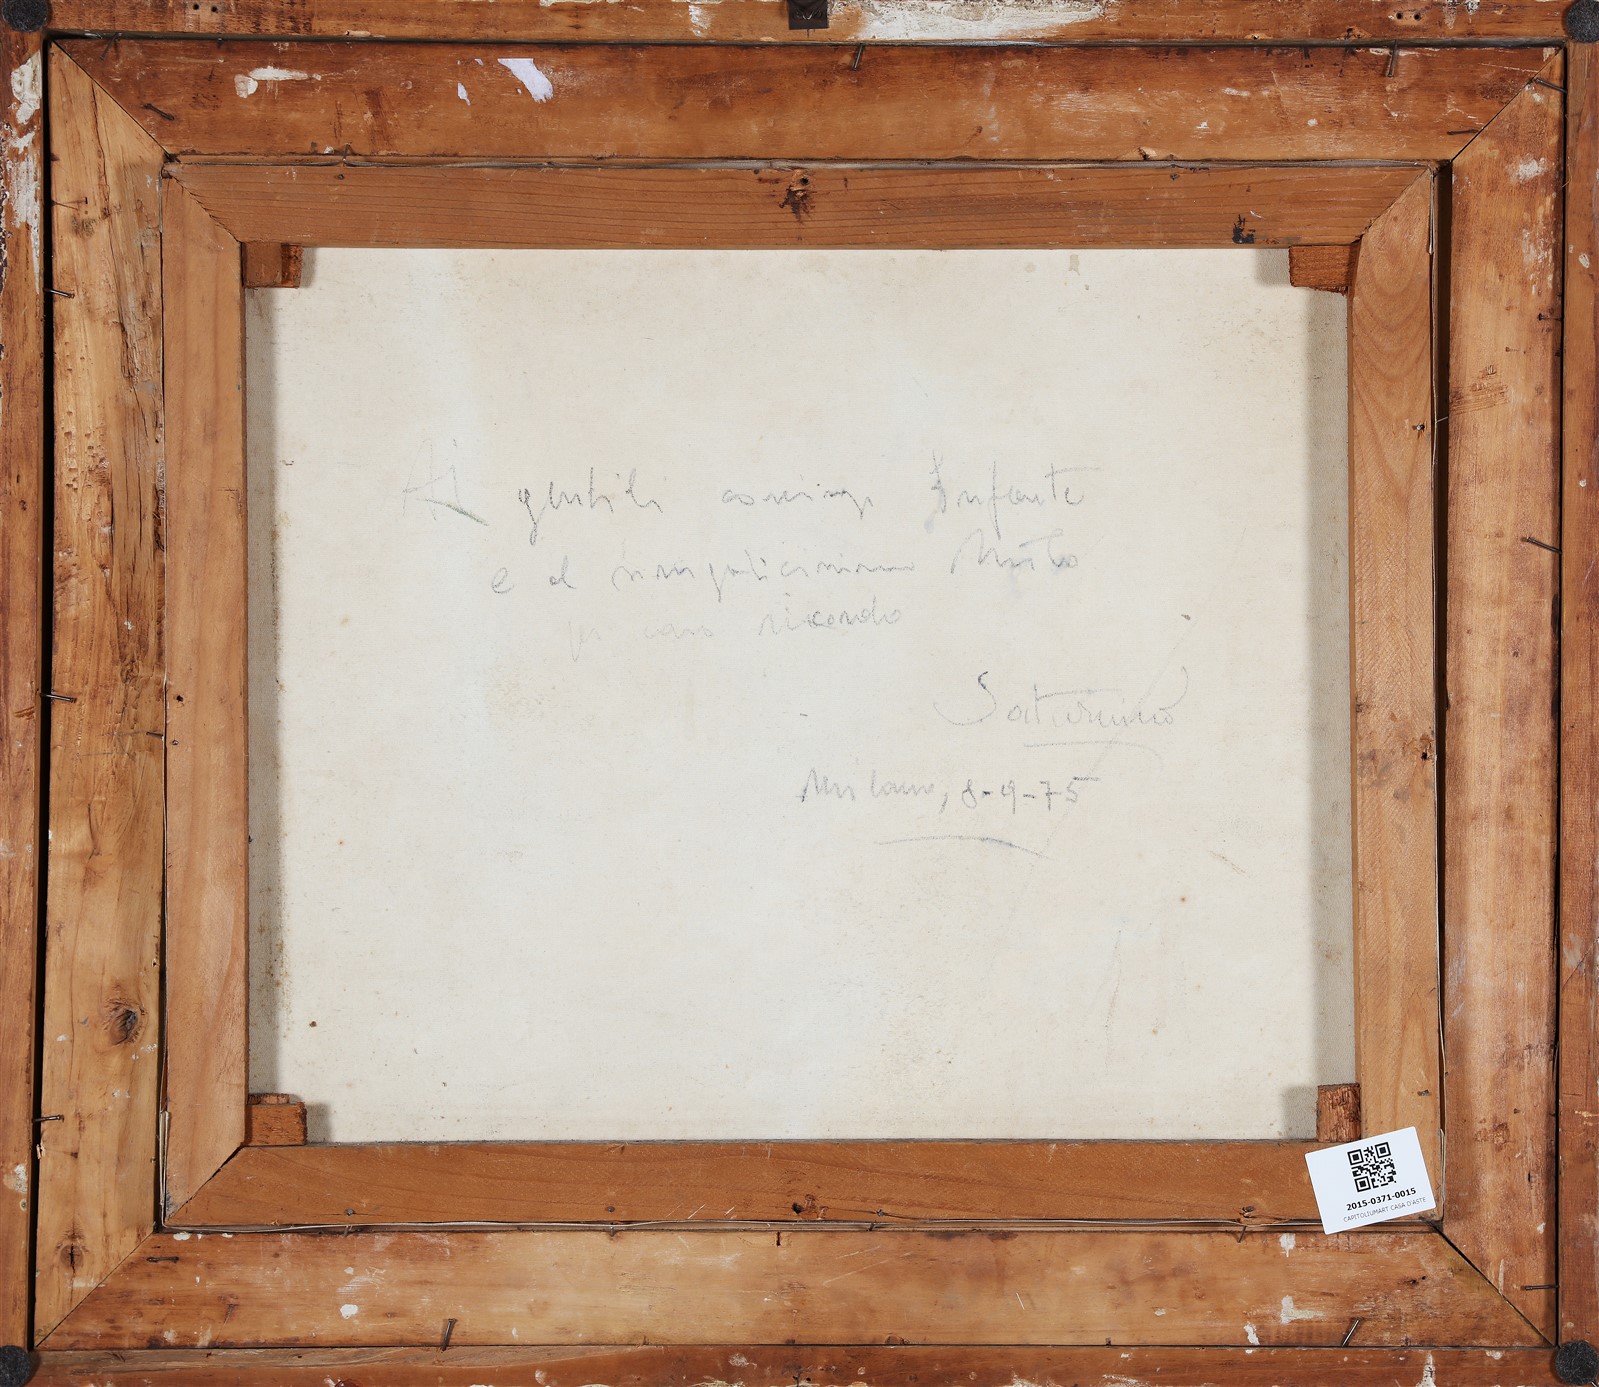 Ai gentili coniugi Infante
e al simpaticissimo Mirko
per caro ricordo
Saturnino
Milano, 8-9-75
2015-0371-0015
CAPITOLIUMART CASA D'ASTE